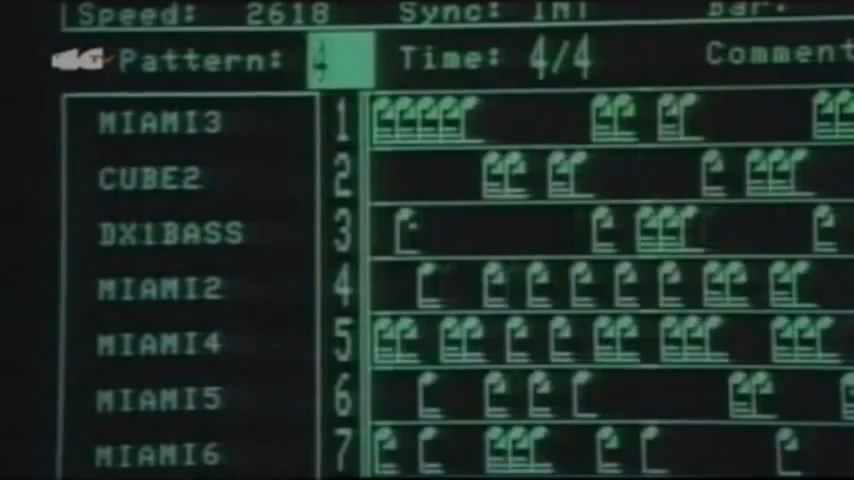 Speed: 2618 Sync: INT Bar:
Pattern: Time: 4/4 Comment
MIAMI3 1
CUBE2 2
DX1BASS 3
MIAMI2 4
MIAMI4 5
MIAMI5 6
MIAMI6 7